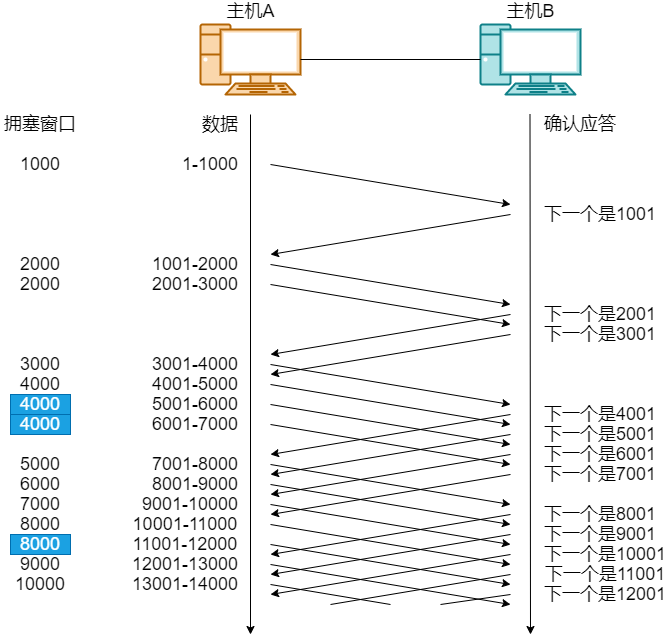 主机A 主机B
拥塞窗口 数据 确认应答
1000 1-1000
下一个是1001
2000 1001-2000
2000 2001-3000
下一个是2001
下一个是3001
3000 3001-4000
4000 4001-5000
4000 5001-6000
下一个是4001
4000 6001-7000
下一个是5001
下一个是6001
5000 7001-8000
下一个是7001
6000 8001-9000
7000 9001-10000
下一个是8001
8000 10001-11000
下一个是9001
8000 11001-12000
下一个是10001
9000 12001-13000
下一个是11001
10000 13001-14000
下一个是12001